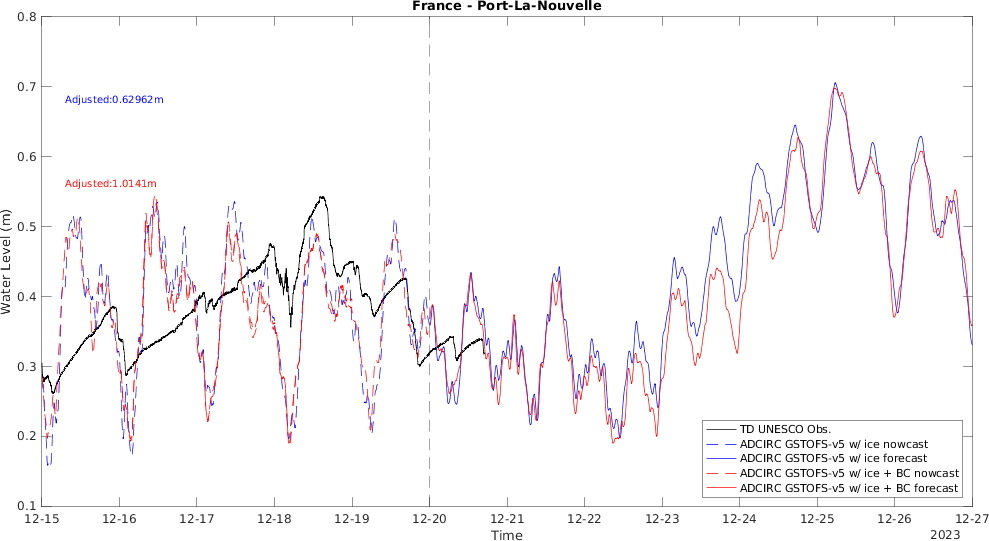 France - Port-La-Nouvelle
Water Level (m)
0.8
0.7
0.6
0.5
0.4
0.3
0.2
0.1
Adjusted:0.62962m
Adjusted:1.0141m
TD UNESCO Obs.
ADCIRC GSTOFS-v5 w/ ice nowcast
ADCIRC GSTOFS-v5 w/ ice forecast
ADCIRC GSTOFS-v5 w/ ice + BC nowcast
ADCIRC GSTOFS-v5 w/ ice + BC forecast
12-15 12-16 12-17 12-18 12-19 12-20 12-21 12-22 12-23 12-24 12-25 12-26 12-27
Time
2023